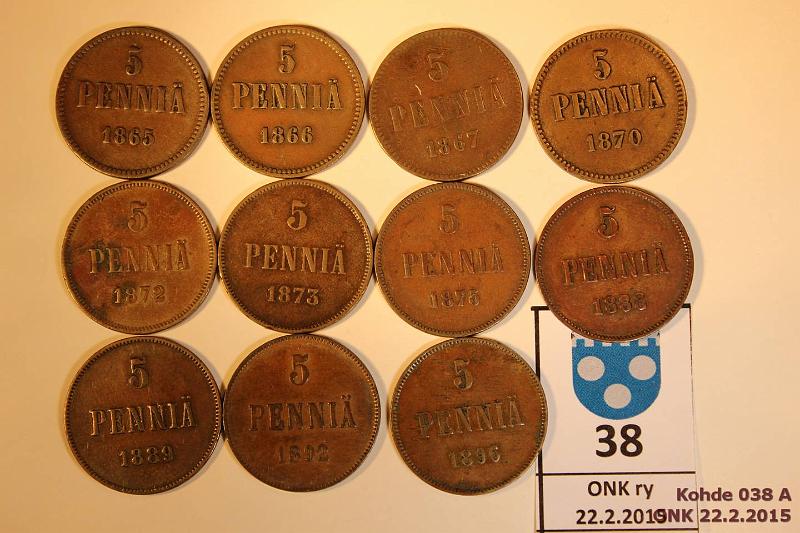 5
PENNIÄ
1865
5
PENNIÄ
1866
5
PENNIÄ
1867
5
PENNIÄ
1870
5
PENNIÄ
1872
5
PENNIÄ
1873
5
PENNIÄ
1875
5
PENNIÄ
1888
5
PENNIÄ
1889
5
PENNIÄ
1892
5
PENNIÄ
1896
38
ONK ry
22.2.2015
Kohde 038 A
ONK 22.2.2015